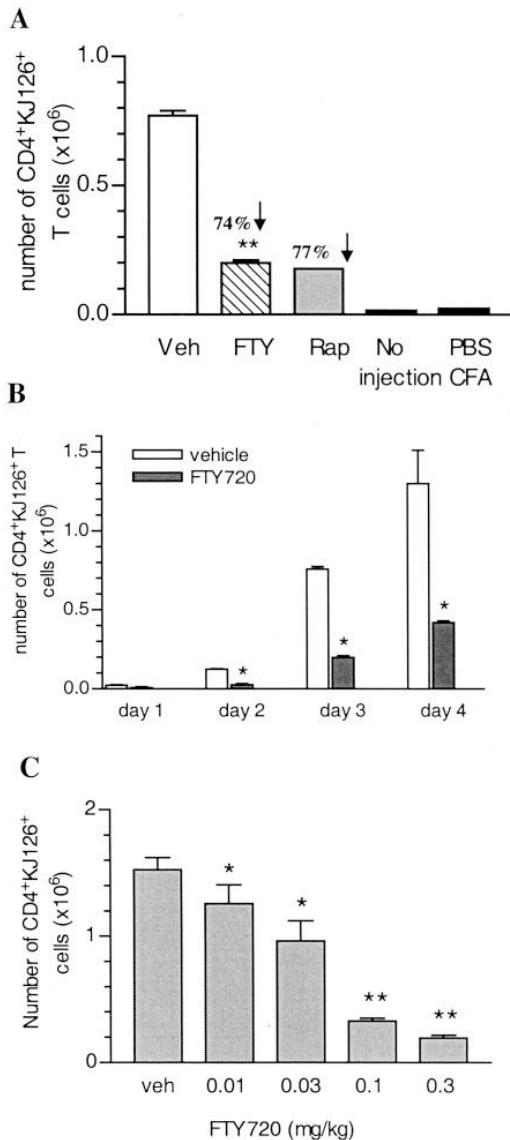 A
number of CD4⁺KJ126⁺
T cells (x10⁶)
1.0
0.5
0.0
74%
**
77%
Veh FTY Rap No PBS
injection CFA
B
number of CD4⁺KJ126⁺ T
cells (x10⁶)
1.5
1.0
0.5
0.0
vehicle
FTY720
*
*
*
day 1 day 2 day 3 day 4
C
Number of CD4⁺KJ126⁺
cells (x10⁶)
2
1
0
*
*
**
**
veh 0.01 0.03 0.1 0.3
FTY720 (mg/kg)